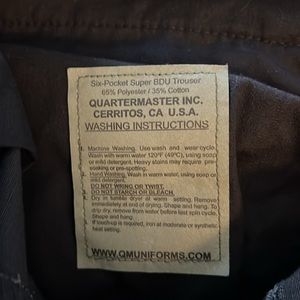 Six-Pocket Super BDU Trouser
65% Polyester / 35% Cotton
QUARTERMASTER INC.
CERRITOS, CA U.S.A.
WASHING INSTRUCTIONS
1. Machine Washing. Use wash and wear cycle.
Wash with warm water 120°F (49°C), using soap
or mild detergent. Heavy stains may require pre-
soaking or pre-spotting.
2. Hand Washing. Wash in warm water, using soap
or mild detergent.
DO NOT WRING OR TWIST.
DO NOT STARCH OR BLEACH.
Dry in tumble dryer at warm setting. Remove
immediately at end of drying. Shape and hang. To
drip dry, remove from water before last spin cycle.
Shape and hang.
If touch-up is required, iron at moderate or synthetic
heat setting.
WWW.QMUNIFORMS.COM